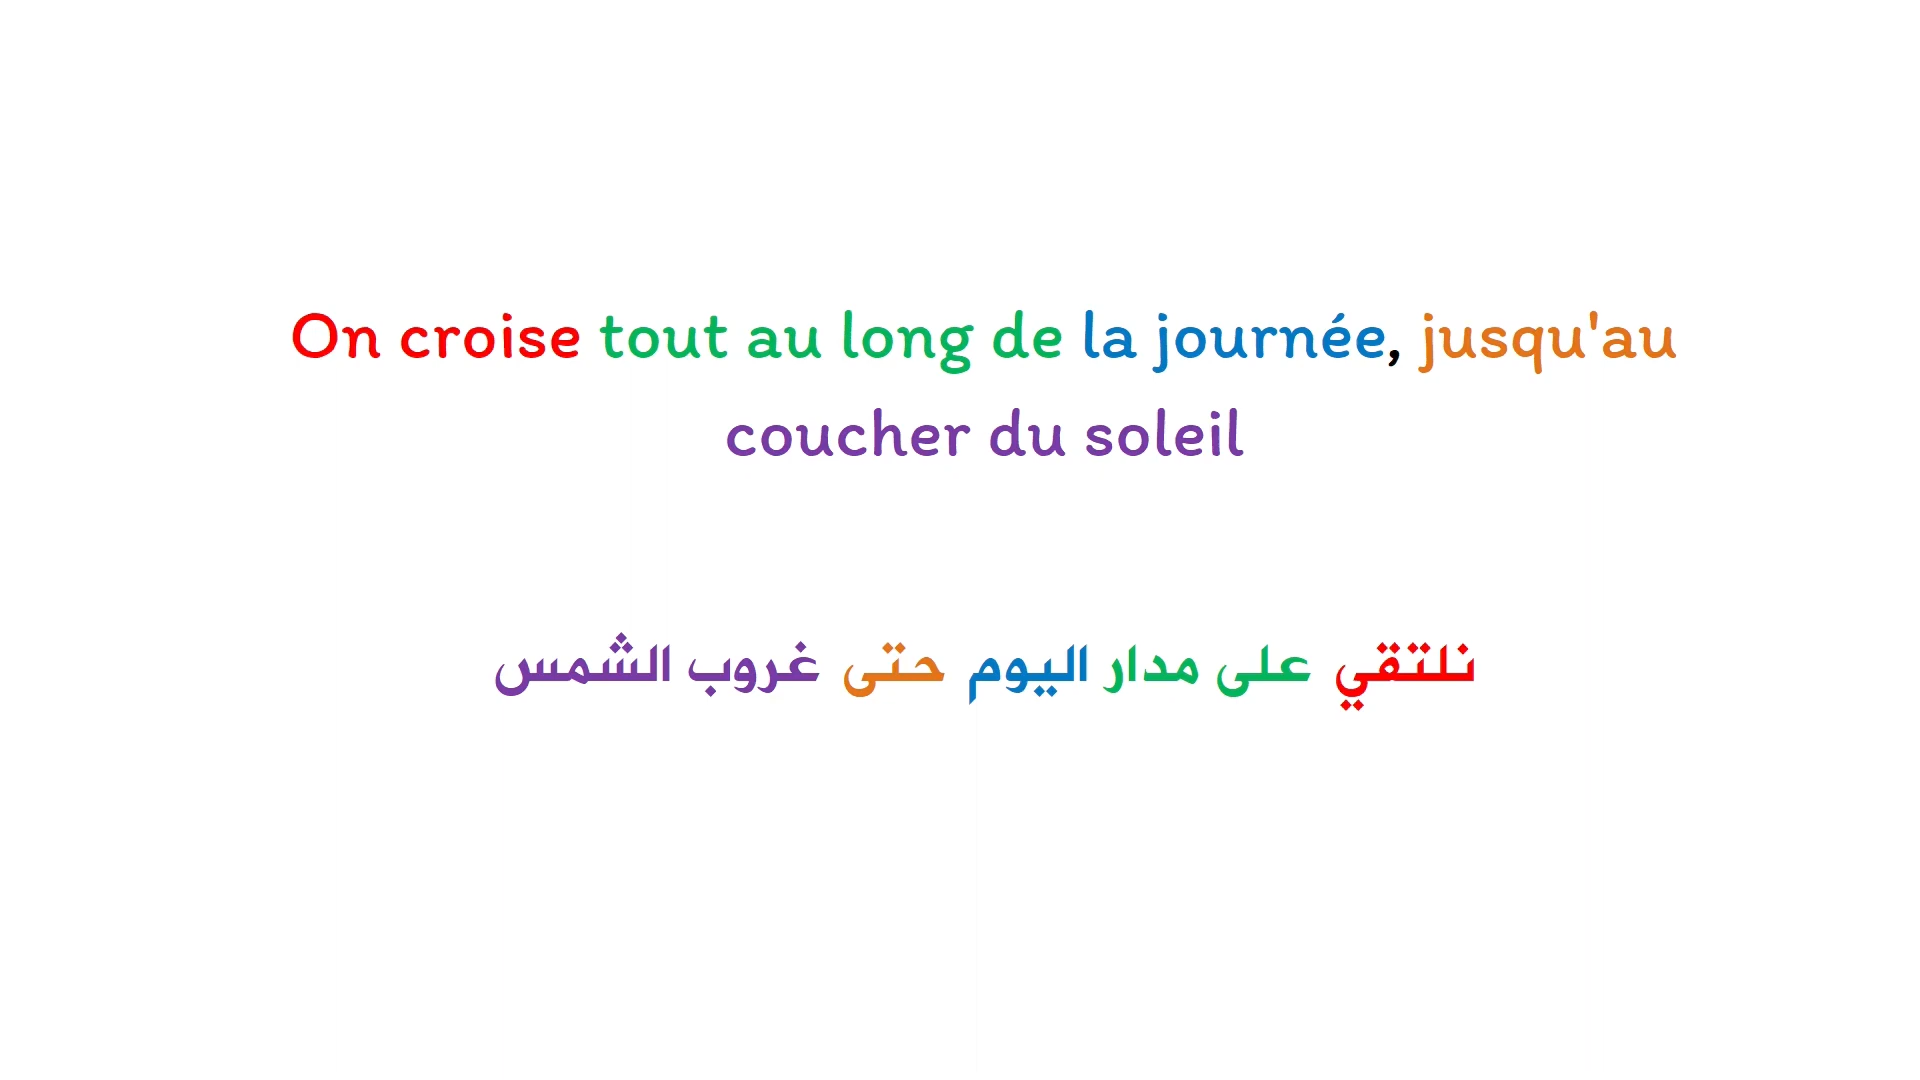 On croise tout au long de la journée, jusqu'au
coucher du soleil
نلتقي على مدار اليوم حتى غروب الشمس